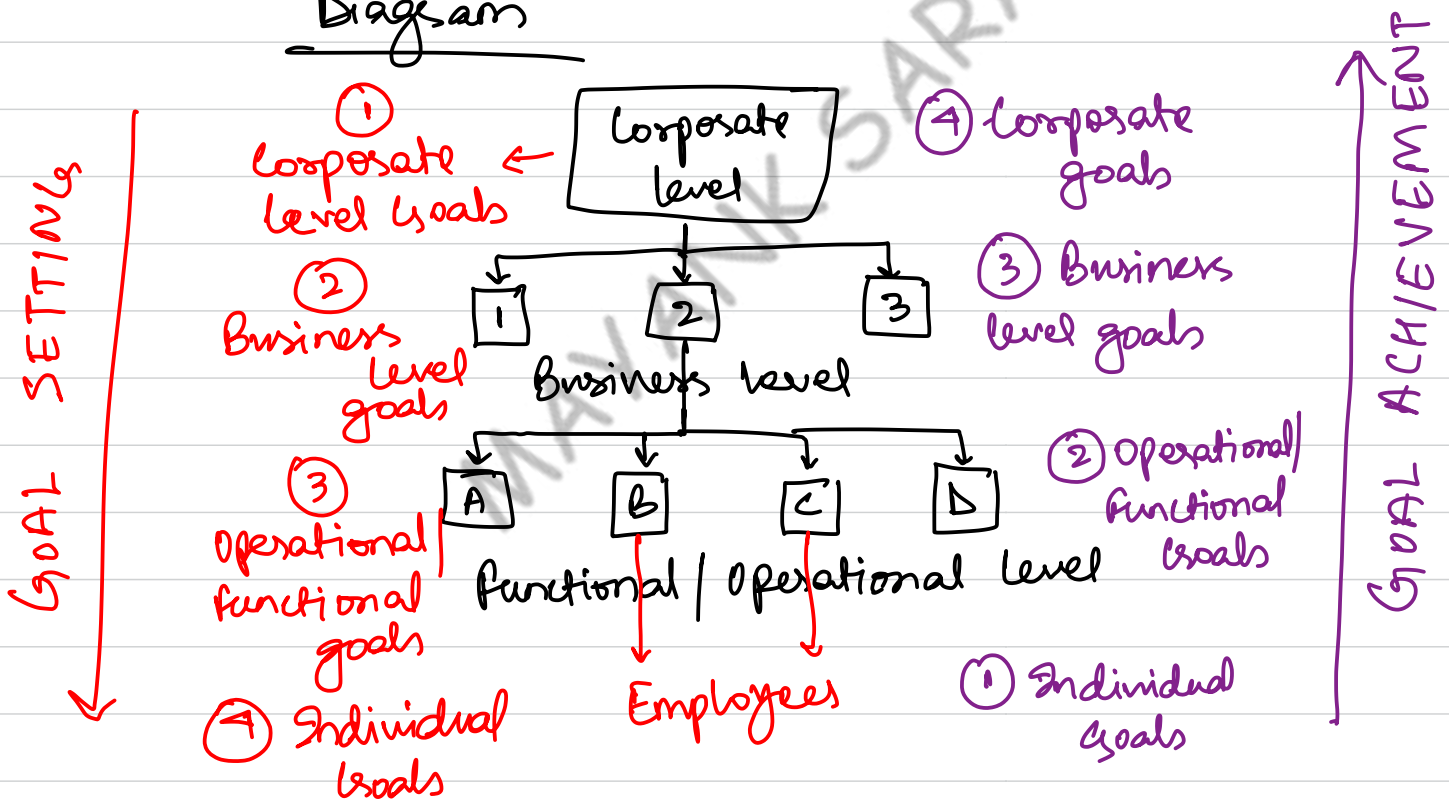 Diagram
①
Corporate
level Goals
②
Business
level
goals
③
Operational/
functional
goals
④ Individual
Goals
GOAL SETTING
Corporate
level
1
2
3
Business level
A
B
C
D
Functional / Operational level
Employees
④ Corporate
goals
③ Business
level goals
② Operational/
functional
Goals
① Individual
Goals
GOAL ACHIEVEMENT
MAYANK SAR